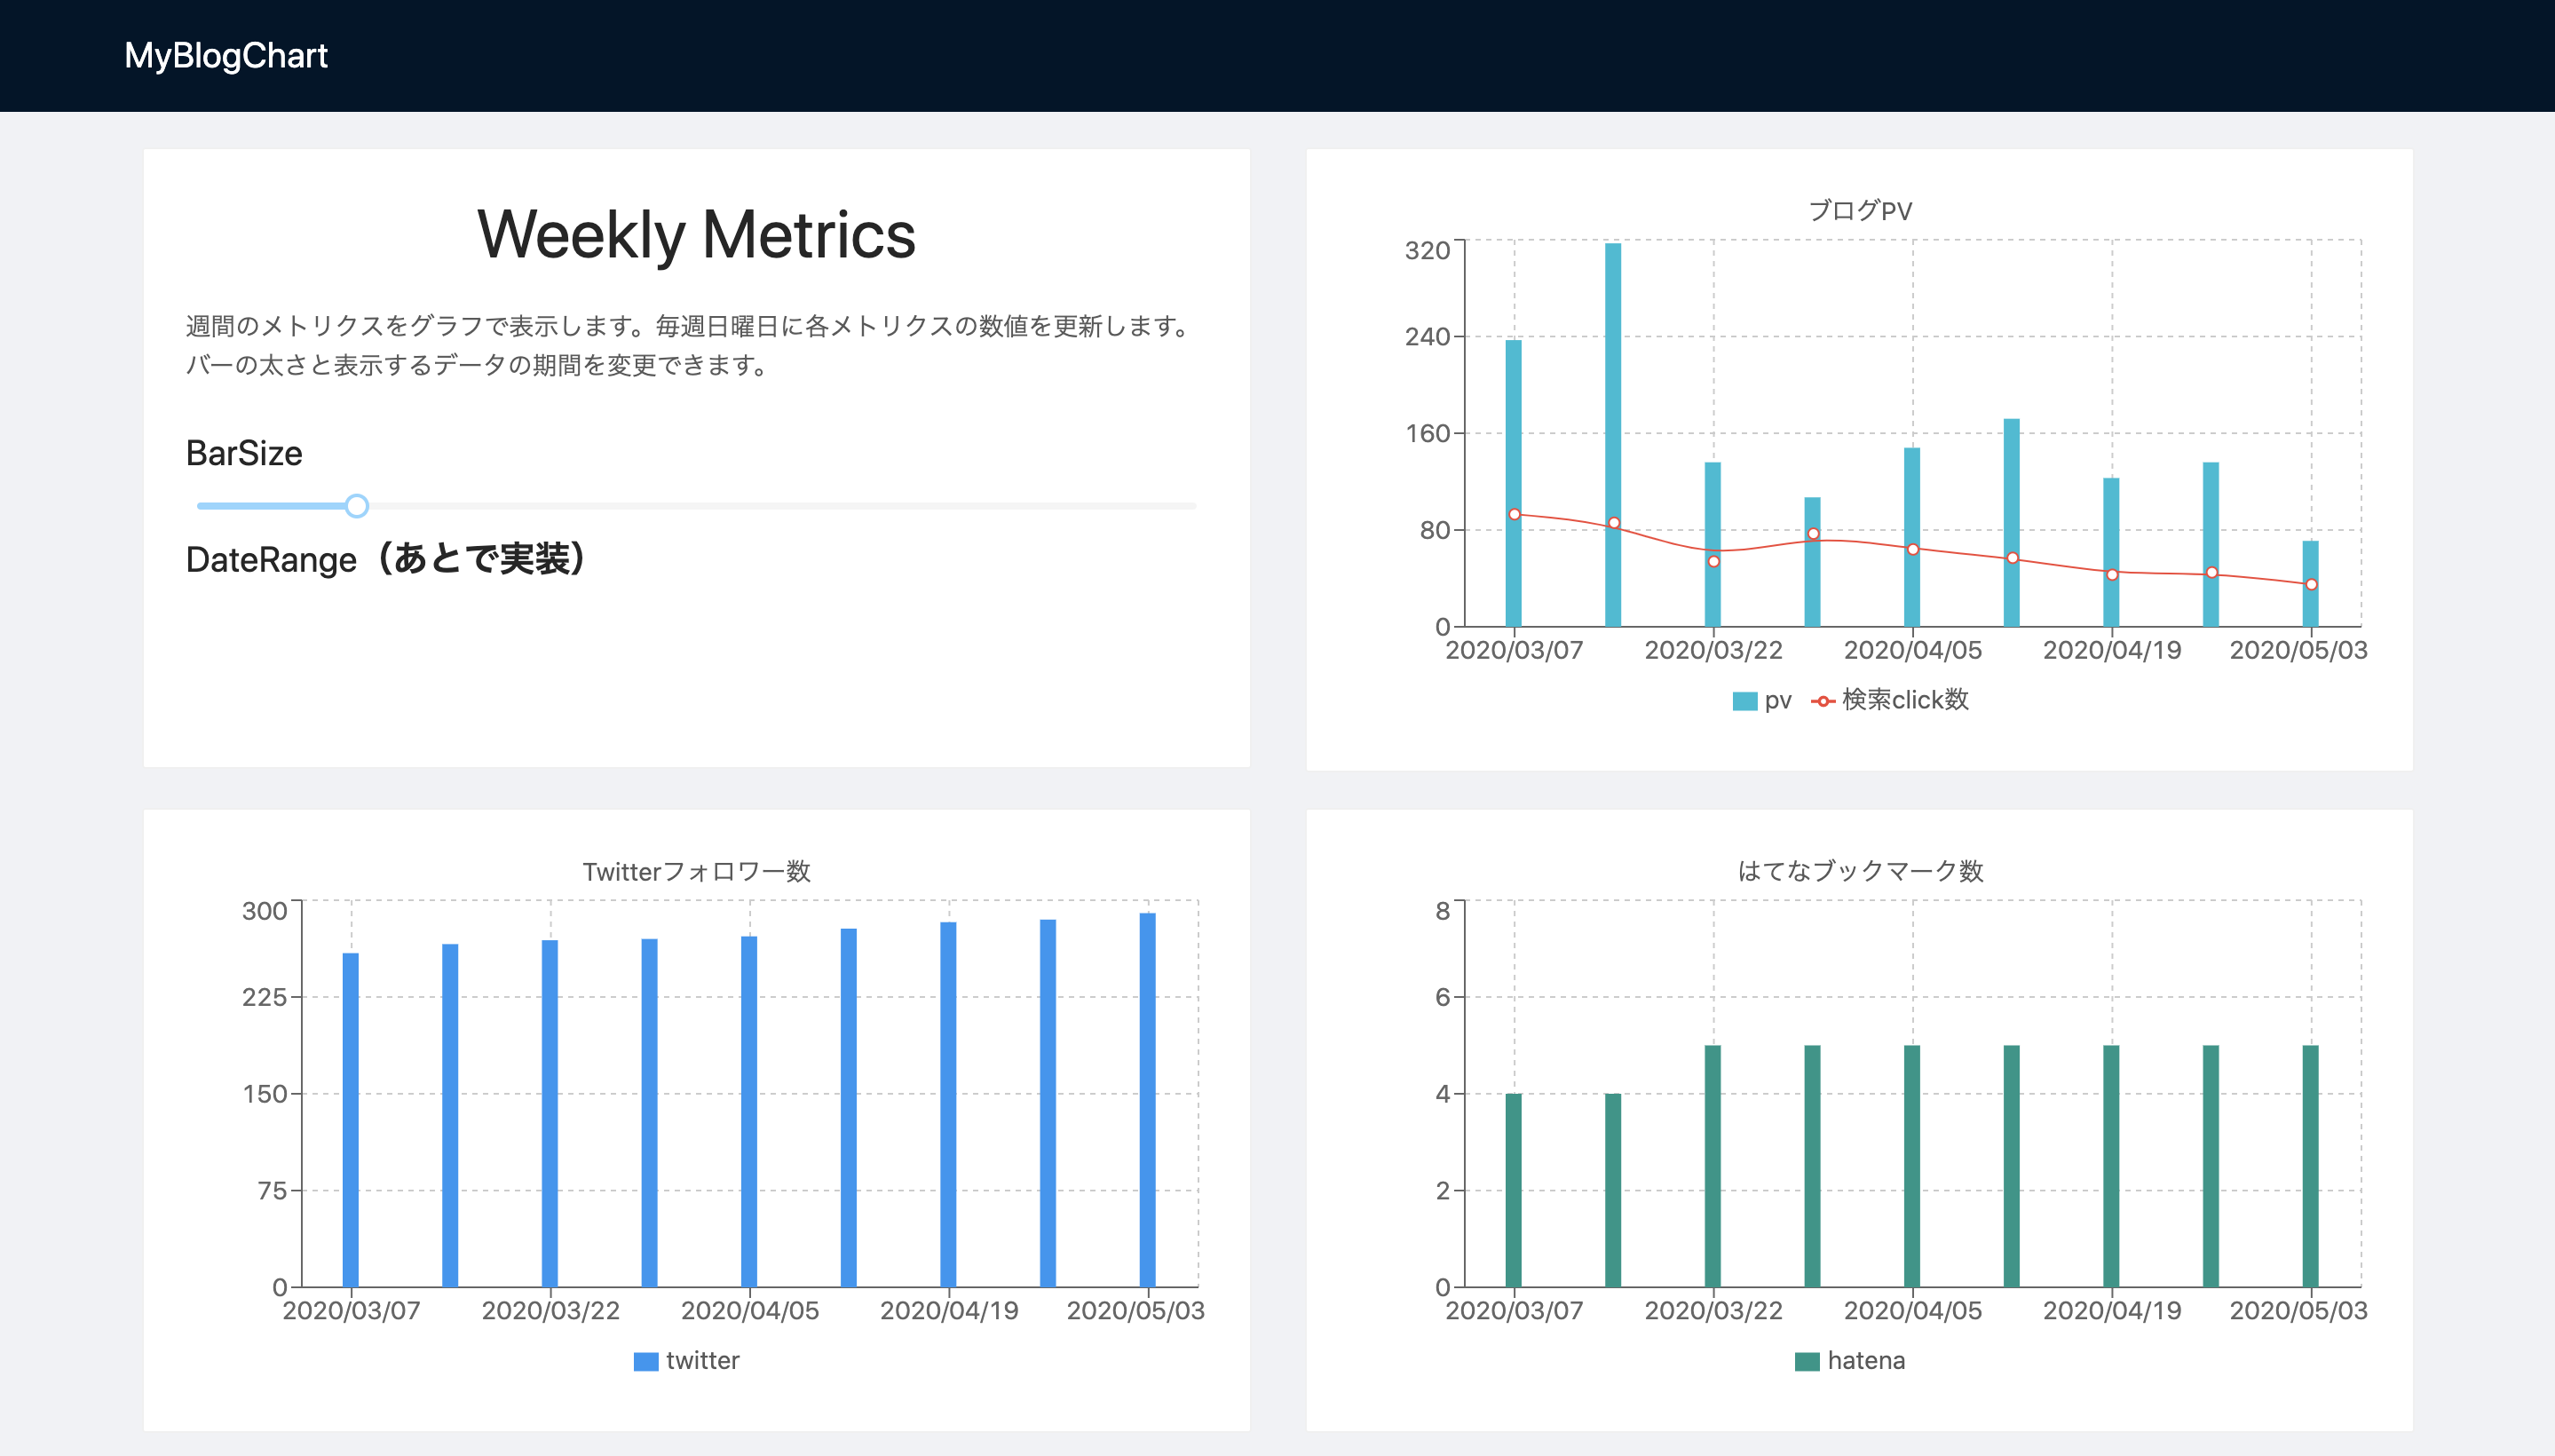 MyBlogChart
Weekly Metrics
週間のメトリクスをグラフで表示します。毎週日曜日に各メトリクスの数値を更新します。
バーの太さと表示するデータの期間を変更できます。
BarSize
DateRange（あとで実装）
ブログPV
320
240
160
80
0
2020/03/07 2020/03/22 2020/04/05 2020/04/19 2020/05/03
pv 検索click数
Twitterフォロワー数
300
225
150
75
0
2020/03/07 2020/03/22 2020/04/05 2020/04/19 2020/05/03
twitter
はてなブックマーク数
8
6
4
2
0
2020/03/07 2020/03/22 2020/04/05 2020/04/19 2020/05/03
hatena